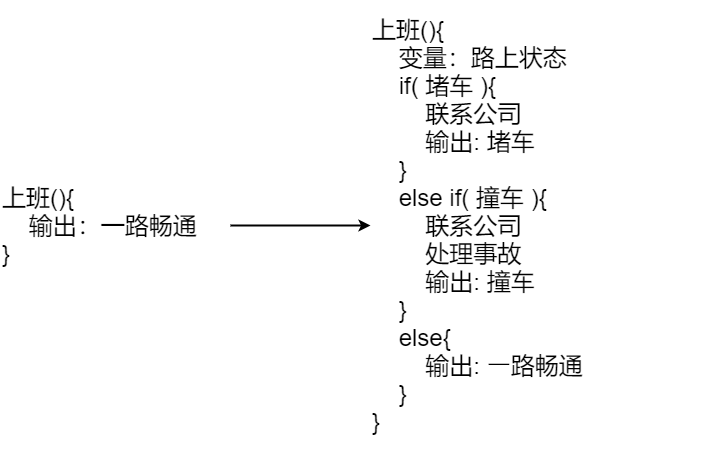 上班(){
输出：一路畅通
}
上班(){
变量：路上状态
if( 堵车 ){
联系公司
输出: 堵车
}
else if( 撞车 ){
联系公司
处理事故
输出: 撞车
}
else{
输出: 一路畅通
}
}